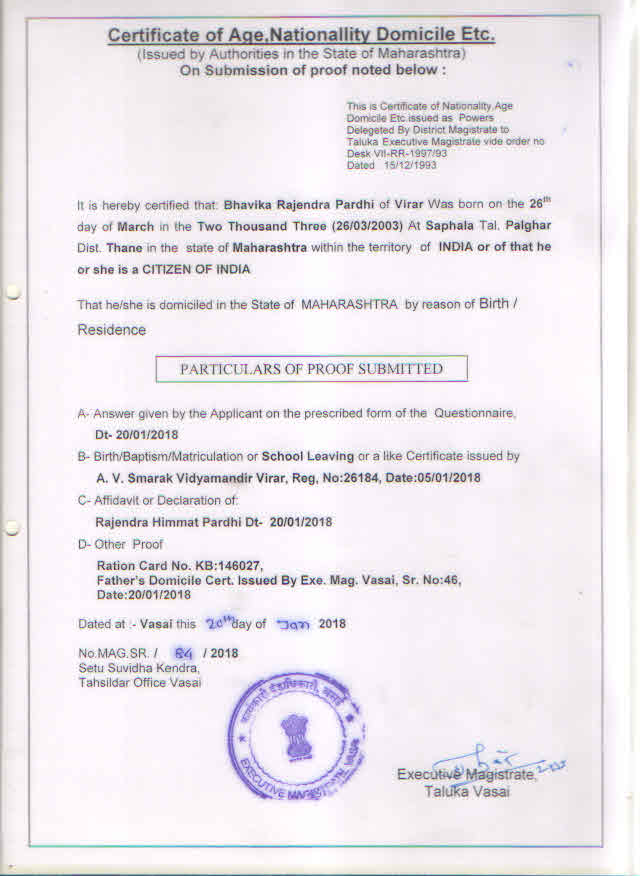 Certificate of Age,Nationallity Domicile Etc.
(Issued by Authorities in the State of Maharashtra)
On Submission of proof noted below :
This is Certificate of Nationality,Age
Domicile Etc.issued as Powers
Delegeted By District Magistrate to
Taluka Executive Magistrate vide order no
Desk VII-RR-1997/93
Dated 15/12/1993
It is hereby certified that: Bhavika Rajendra Pardhi of Virar Was born on the 26th
day of March in the Two Thousand Three (26/03/2003) At Saphala Tal. Palghar
Dist. Thane in the state of Maharashtra within the territory of INDIA or of that he
or she is a CITIZEN OF INDIA
That he/she is domiciled in the State of MAHARASHTRA by reason of Birth /
Residence
PARTICULARS OF PROOF SUBMITTED
A- Answer given by the Applicant on the prescribed form of the Questionnaire,
Dt- 20/01/2018
B- Birth/Baptism/Matriculation or School Leaving or a like Certificate issued by
A. V. Smarak Vidyamandir Virar, Reg, No:26184, Date:05/01/2018
C- Affidavit or Declaration of:
Rajendra Himmat Pardhi Dt- 20/01/2018
D- Other Proof
Ration Card No. KB:146027,
Father's Domicile Cert. Issued By Exe. Mag. Vasai, Sr. No:46,
Date:20/01/2018
Dated at :- Vasai this 20th day of Jan 2018
No.MAG.SR. / 84 / 2018
Setu Suvidha Kendra,
Tahsildar Office Vasai
कार्यकारी दंडाधिकारी, वसई
EXECUTIVE MAGISTRATE, VASAI
Executive Magistrate,
Taluka Vasai